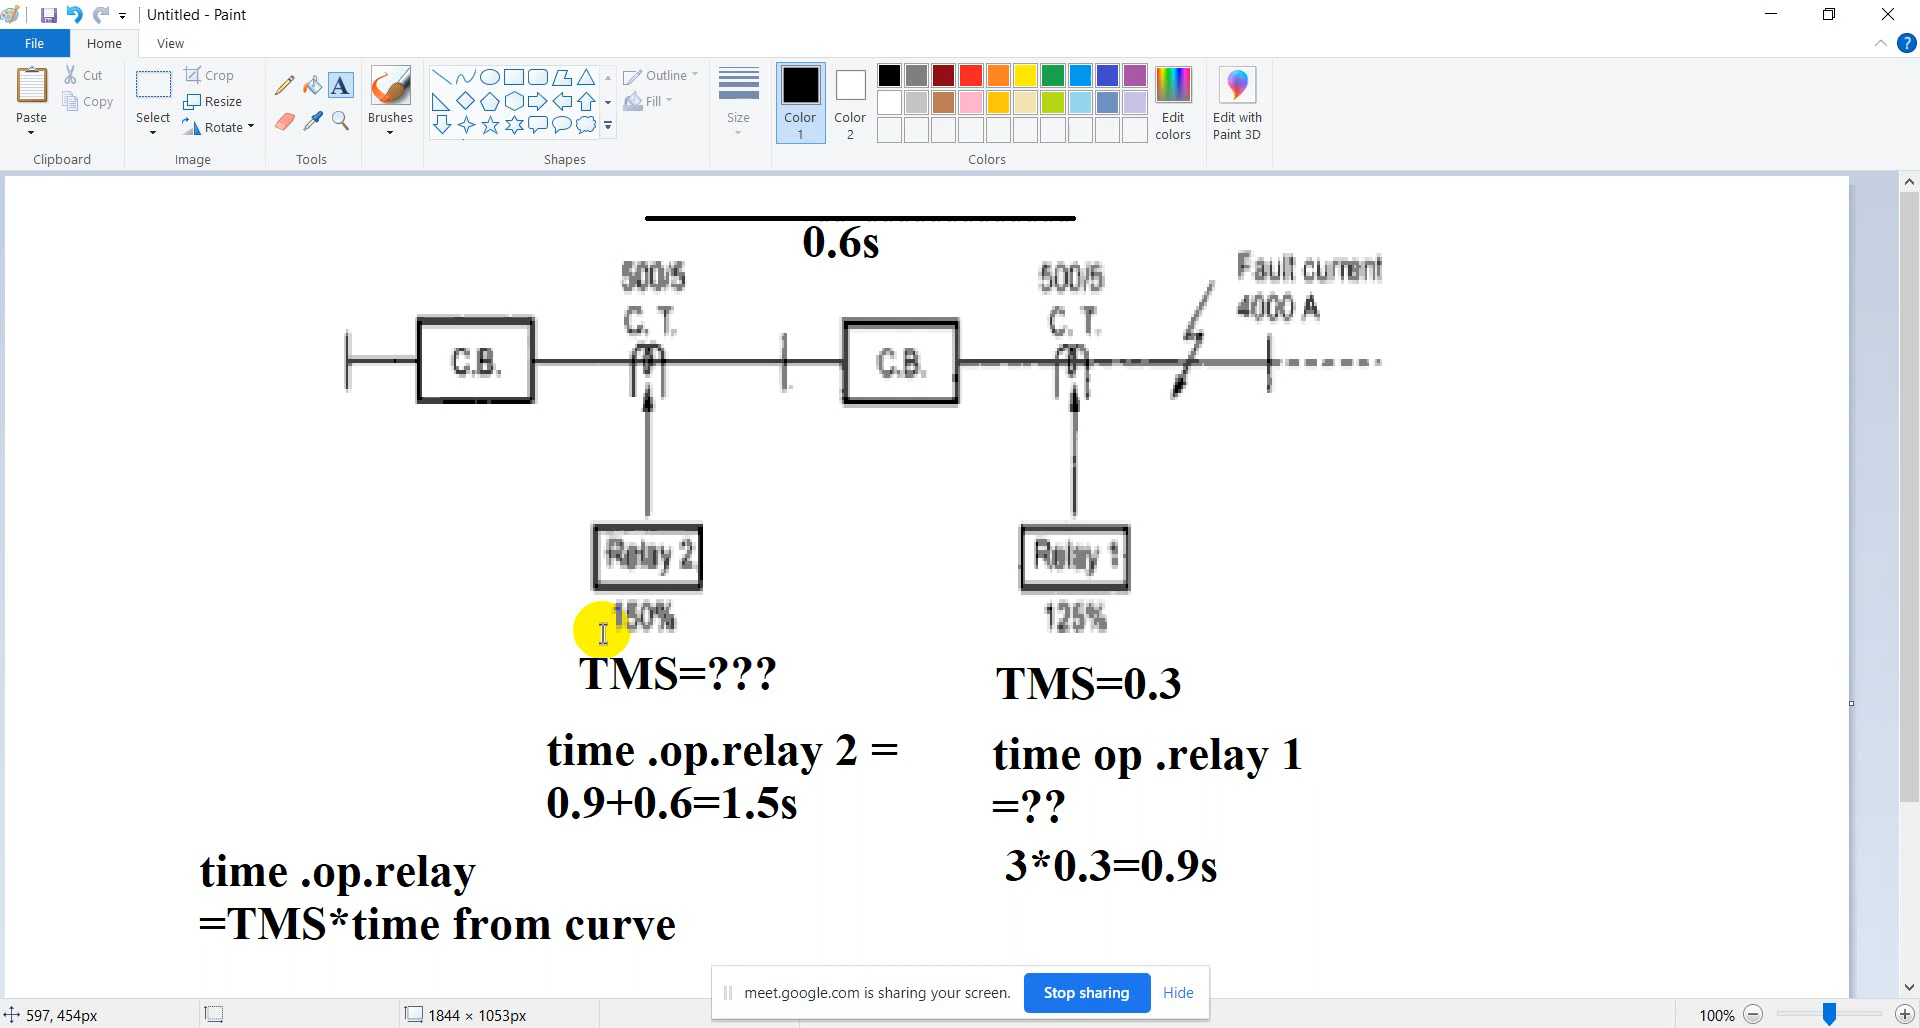 Untitled - Paint
File
Home
View
Paste
Cut
Copy
Clipboard
Select
Crop
Resize
Rotate
Image
A
Tools
Brushes
Outline
Fill
Shapes
Size
Color
1
Color
2
Edit
colors
Colors
Edit with
Paint 3D
0.6s
500/5
C. T.
500/5
C. T.
Fault current
4000 A
C.B.
C.B.
Relay 2
150%
Relay 1
125%
TMS=???
TMS=0.3
time .op.relay 2 =
0.9+0.6=1.5s
time op .relay 1
=??
3*0.3=0.9s
time .op.relay
=TMS*time from curve
meet.google.com is sharing your screen.
Stop sharing
Hide
597, 454px
1844 × 1053px
100%